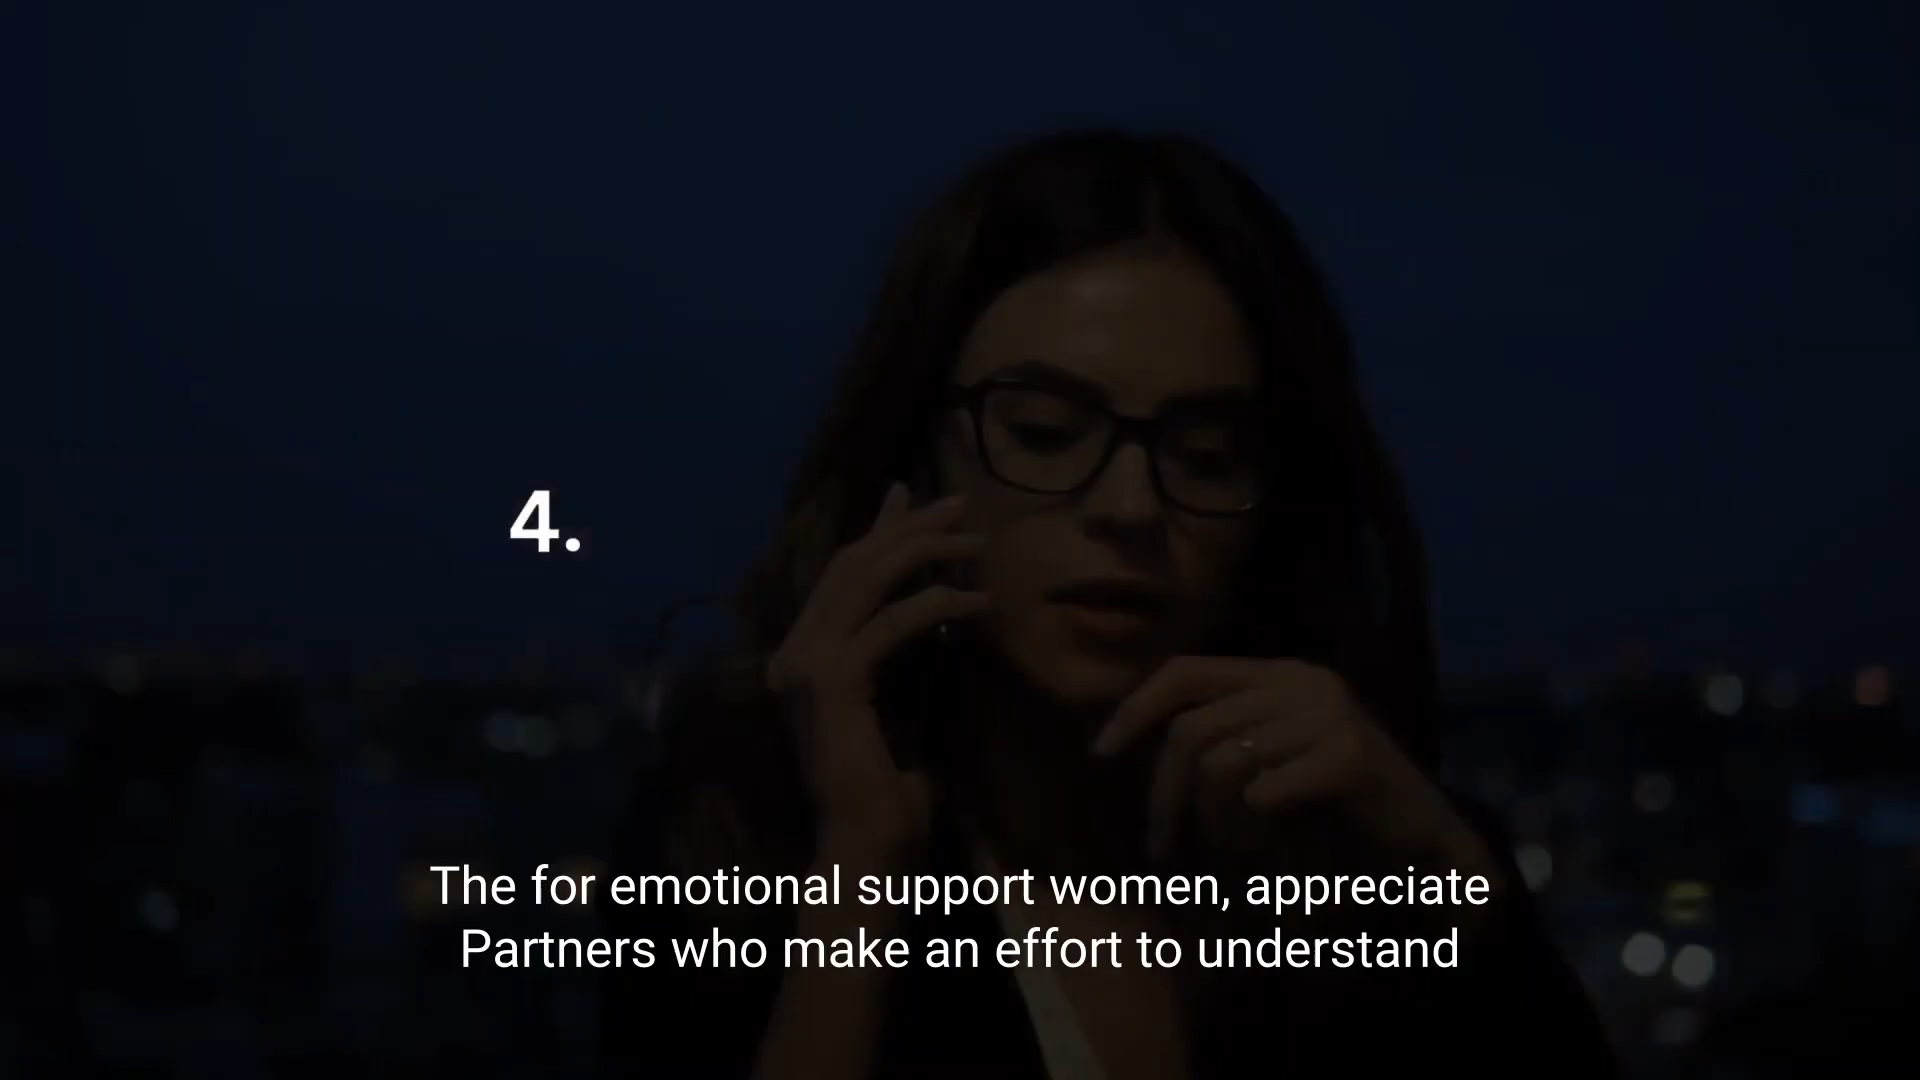 4.
The for emotional support women, appreciate
Partners who make an effort to understand